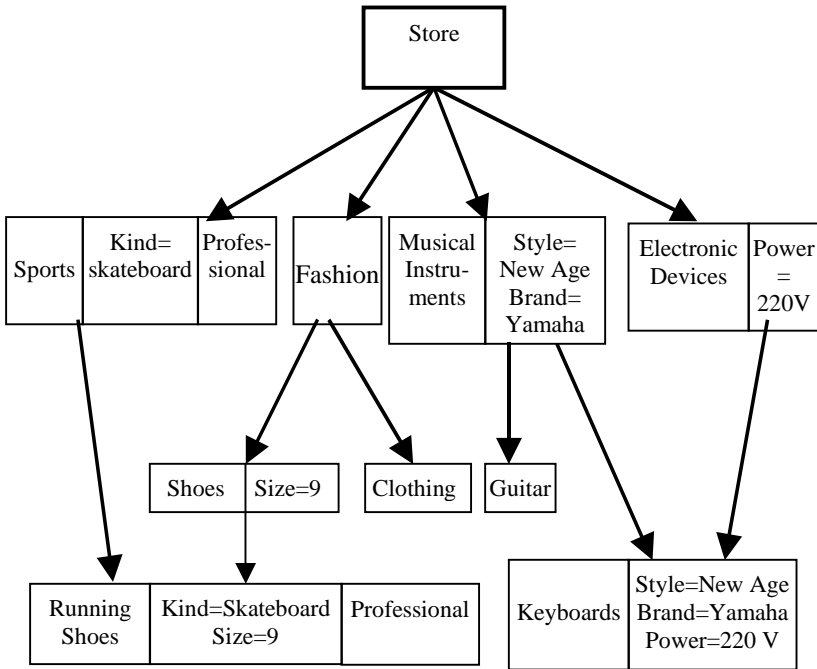 Store
Sports
Kind=
skateboard
Profes-
sional
Fashion
Musical
Instru-
ments
Style=
New Age
Brand=
Yamaha
Electronic
Devices
Power
=
220V
Shoes
Size=9
Clothing
Guitar
Running
Shoes
Kind=Skateboard
Size=9
Professional
Keyboards
Style=New Age
Brand=Yamaha
Power=220 V